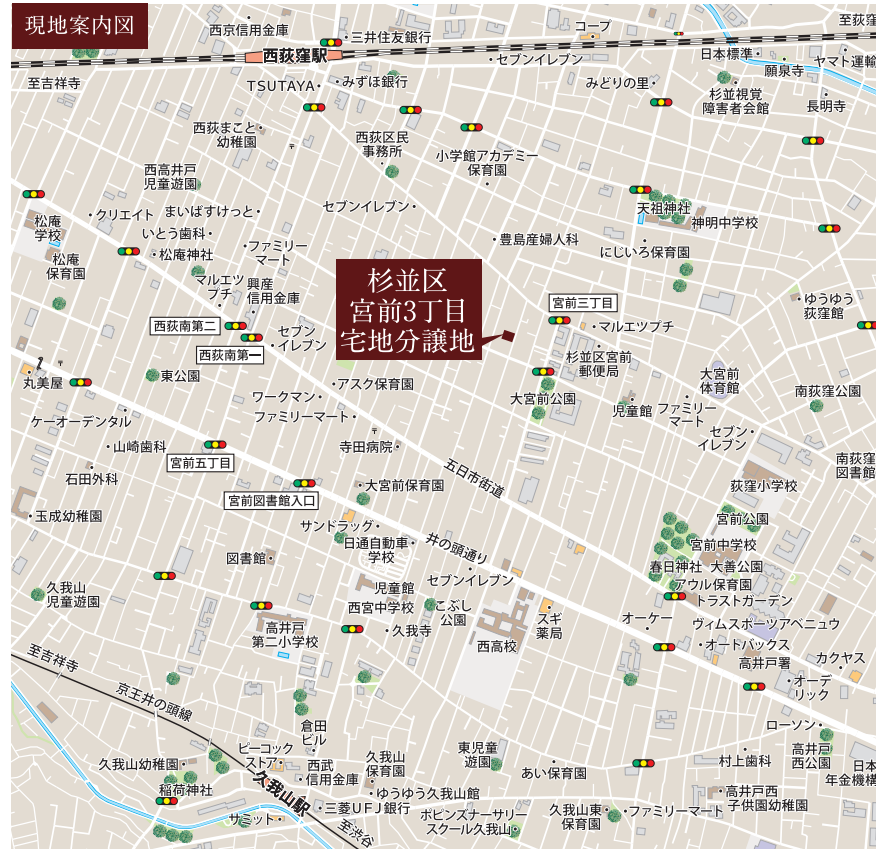 現地案内図
西京信用金庫
三井住友銀行
コープ
至荻窪
西荻窪駅
セブンイレブン
日本標準
ヤマト運輸
願泉寺
至吉祥寺
TSUTAYA
みずほ銀行
みどりの里
杉並視覚
障害者会館
長明寺
西荻まこと
幼稚園
西荻区民
事務所
小学館アカデミー
保育園
西高井戸
児童遊園
天祖神社
神明中学校
松庵
学校
クリエイト
まいばすけっと
セブンイレブン
いとう歯科
松庵神社
ファミリー
マート
豊島産婦人科
にじいろ保育園
松庵
保育園
マルエツ
プチ
興産
信用金庫
杉並区
宮前3丁目
宅地分譲地
宮前三丁目
ゆうゆう
荻窪館
西荻南第二
セブン
イレブン
マルエツプチ
西荻南第一
杉並区宮前
郵便局
丸美屋
東公園
アスク保育園
大宮前
体育館
ワークマン
大宮前公園
児童館
ファミリー
マート
南荻窪公園
ケーオーデンタル
ファミリーマート
セブン
イレブン
山崎歯科
寺田病院
宮前五丁目
五日市街道
南荻窪
図書館
石田外科
大宮前保育園
荻窪小学校
宮前図書館入口
玉成幼稚園
サンドラッグ
宮前公園
日通自動車
学校
井の頭通り
宮前中学校
図書館
春日神社
大善公園
セブンイレブン
アウル保育園
久我山
児童遊園
児童館
西宮中学校
こぶし
公園
トラストガーデン
スギ
薬局
オーケー
ヴィムスポーツアベニュウ
高井戸
第二小学校
久我寺
西高校
オートバックス
至吉祥寺
高井戸署
カクヤス
オーデ
リック
京王井の頭線
倉田
ビル
ローソン
ピーコック
ストア
東児童
遊園
高井戸
西公園
久我山幼稚園
西武
信用金庫
久我山
保育園
あい保育園
村上歯科
日本
年金機構
稲荷神社
久我山駅
ゆうゆう久我山館
高井戸西
子供園幼稚園
三菱UFJ銀行
サミット
至渋谷
ポピンズナーサリー
スクール久我山
久我山東
保育園
ファミリーマート